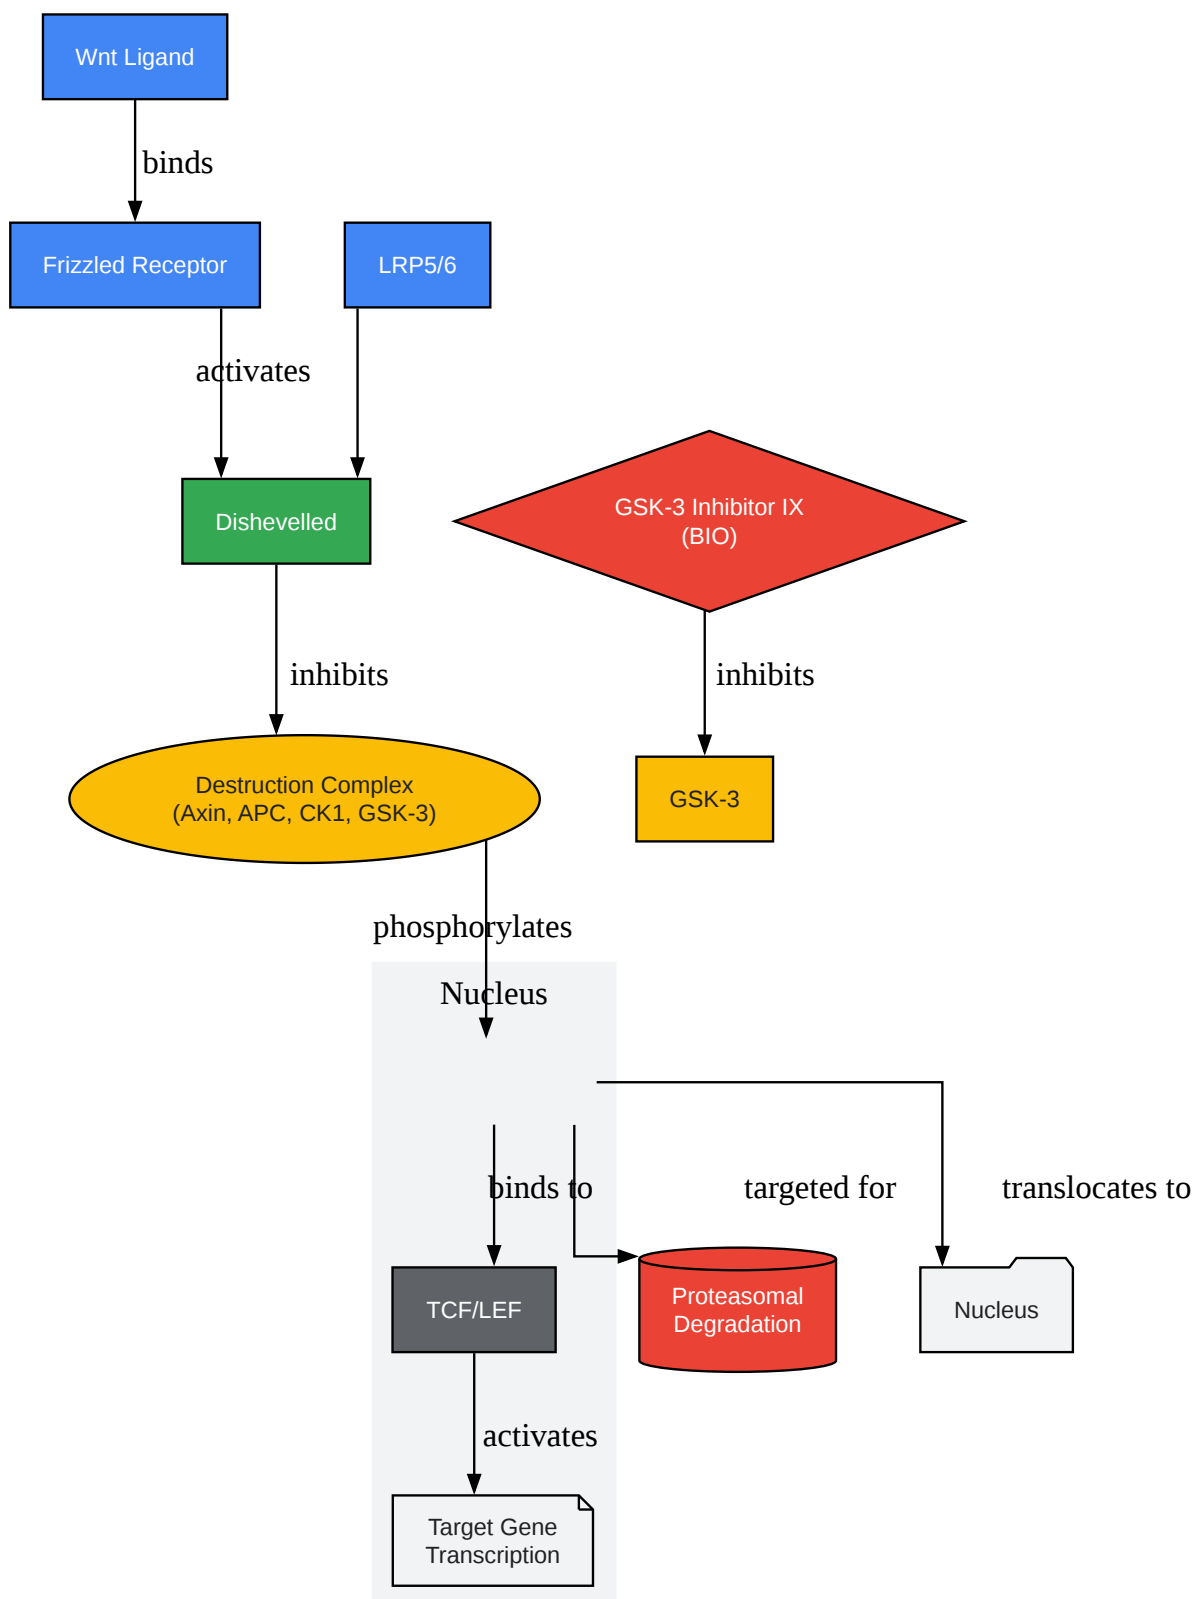 Wnt Ligand
binds
Frizzled Receptor
LRP5/6
activates
Dishevelled
GSK-3 Inhibitor IX
(BIO)
inhibits
inhibits
Destruction Complex
(Axin, APC, CK1, GSK-3)
GSK-3
phosphorylates
Nucleus
binds to
targeted for
translocates to
TCF/LEF
Proteasomal
Degradation
Nucleus
activates
Target Gene
Transcription